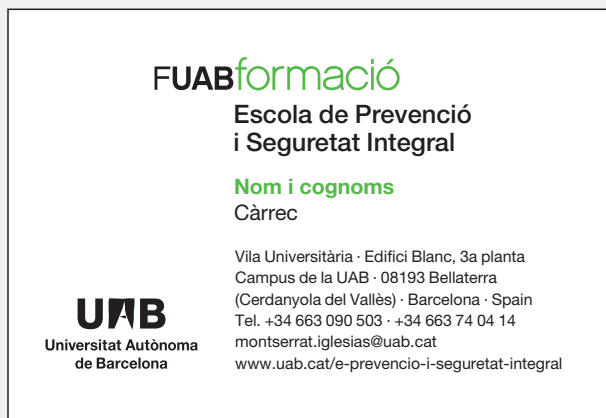 FUABformació
Escola de Prevenció
i Seguretat Integral
Nom i cognoms
Càrrec
Vila Universitària · Edifici Blanc, 3a planta
Campus de la UAB · 08193 Bellaterra
(Cerdanyola del Vallès) · Barcelona · Spain
Tel. +34 663 090 503 · +34 663 74 04 14
montserrat.iglesias@uab.cat
www.uab.cat/e-prevencio-i-seguretat-integral
UAB
Universitat Autònoma
de Barcelona